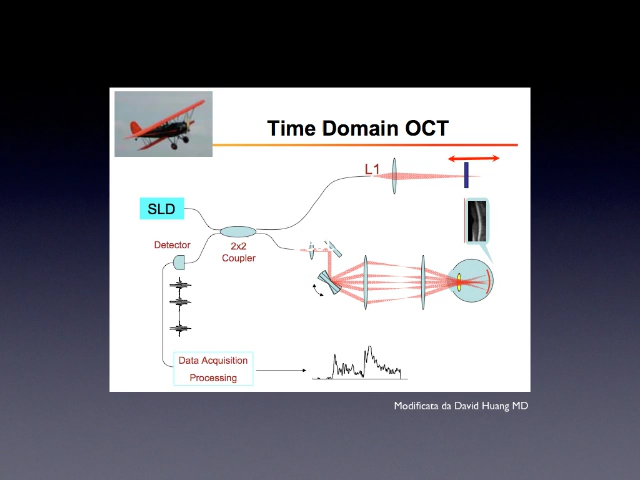 Time Domain OCT
L1
SLD
Detector
2x2
Coupler
Data Acquisition
Processing
Modificata da David Huang MD